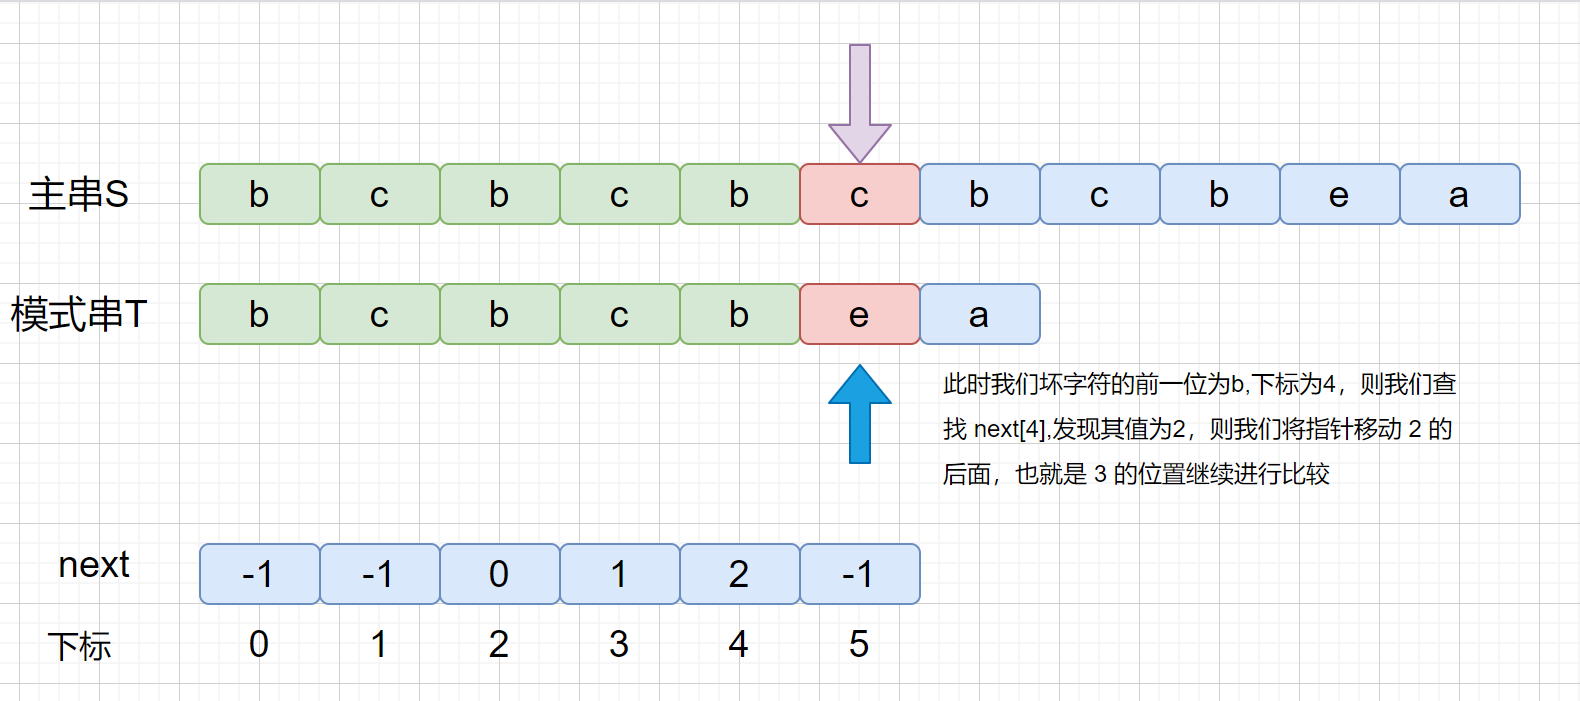 主串S b c b c b c b c b e a
模式串T b c b c b e a
此时我们坏字符的前一位为b,下标为4，则我们查
找 next[4],发现其值为2，则我们将指针移动 2 的
后面，也就是 3 的位置继续进行比较
next -1 -1 0 1 2 -1
下标 0 1 2 3 4 5